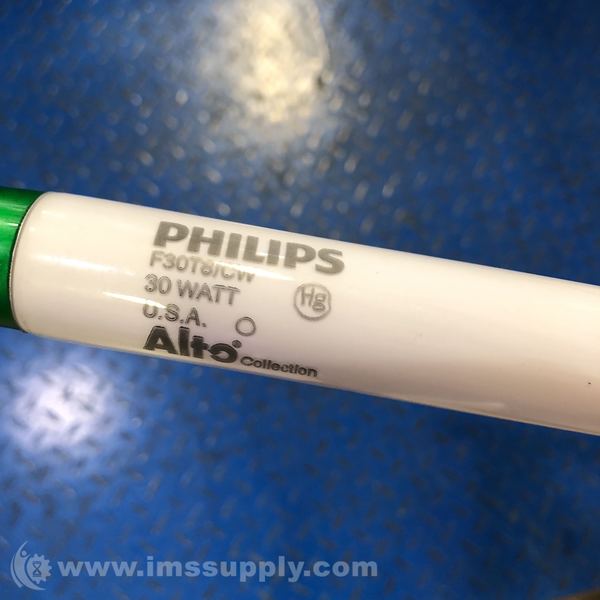 PHILIPS
F30T8/CW
30 WATT
Hg
U.S.A.
Alto Collection
www.imssupply.com